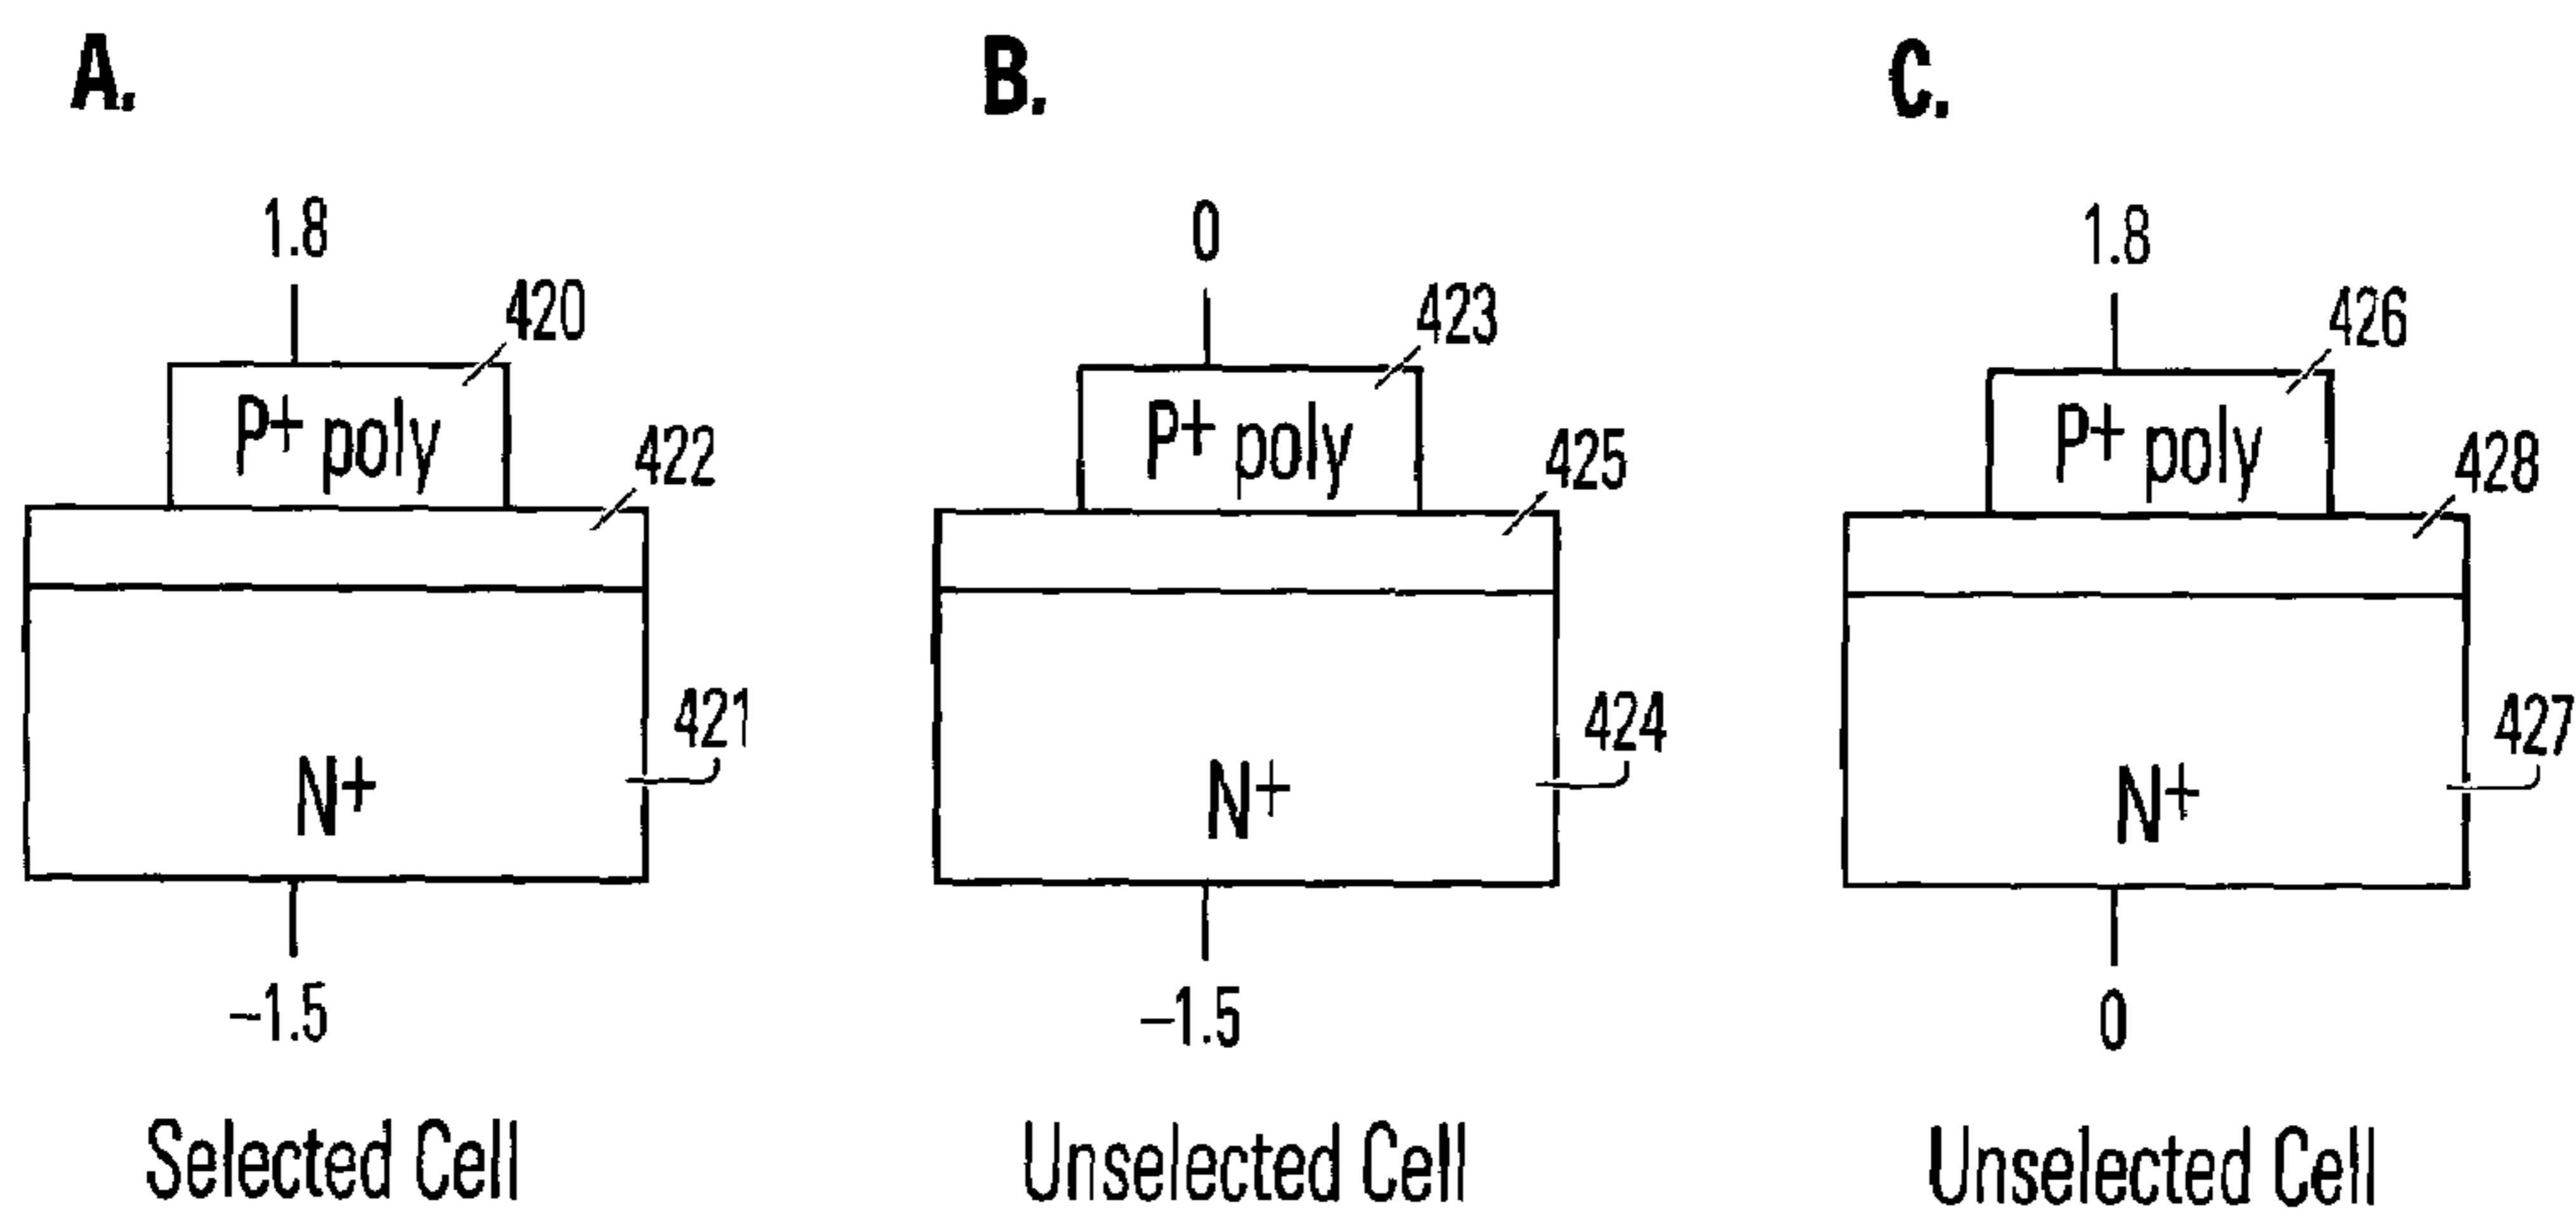 A.
B.
C.
1.8
0
1.8
420
423
426
P+ poly
P+ poly
P+ poly
422
425
428
421
424
427
N+
N+
N+
–1.5
–1.5
0
Selected Cell
Unselected Cell
Unselected Cell